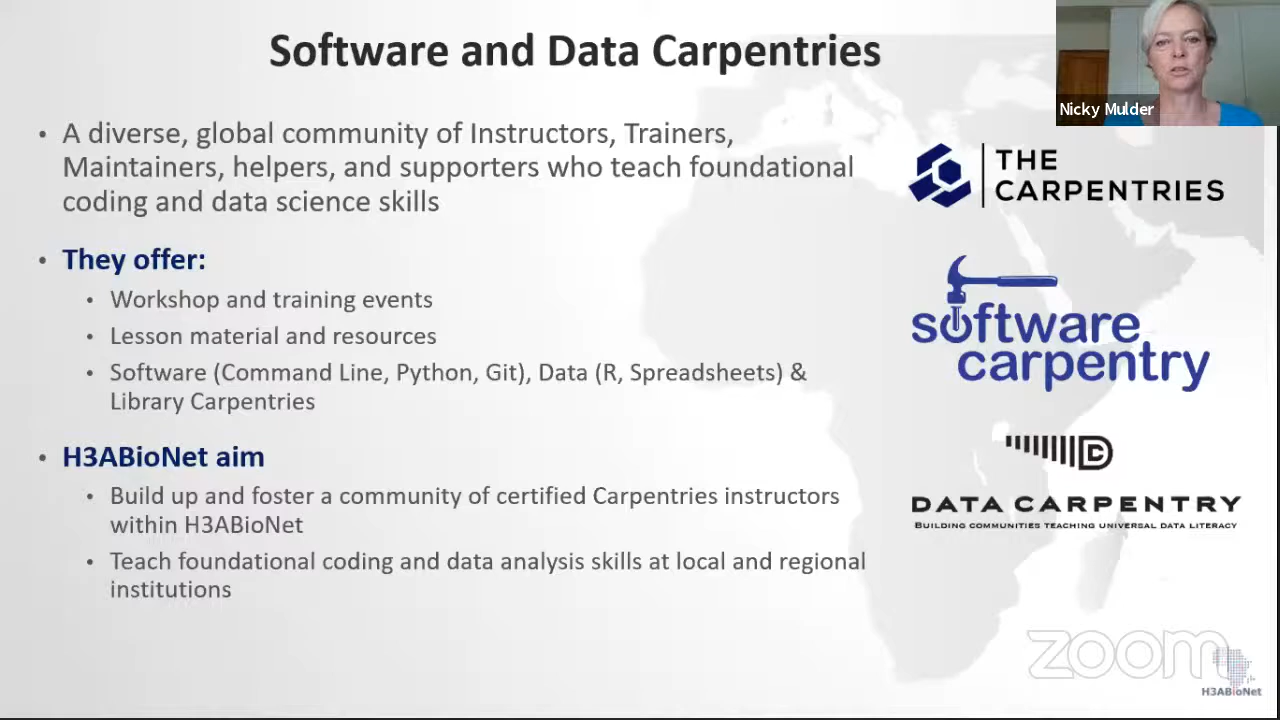 Software and Data Carpentries
Nicky Mulder
• A diverse, global community of Instructors, Trainers,
Maintainers, helpers, and supporters who teach foundational
coding and data science skills
• They offer:
• Workshop and training events
• Lesson material and resources
• Software (Command Line, Python, Git), Data (R, Spreadsheets) &
Library Carpentries
• H3ABioNet aim
• Build up and foster a community of certified Carpentries instructors
within H3ABioNet
• Teach foundational coding and data analysis skills at local and regional
institutions
THE
CARPENTRIES
software
carpentry
DC
DATA CARPENTRY
BUILDING COMMUNITIES TEACHING UNIVERSAL DATA LITERACY
zoom
H3ABioNet